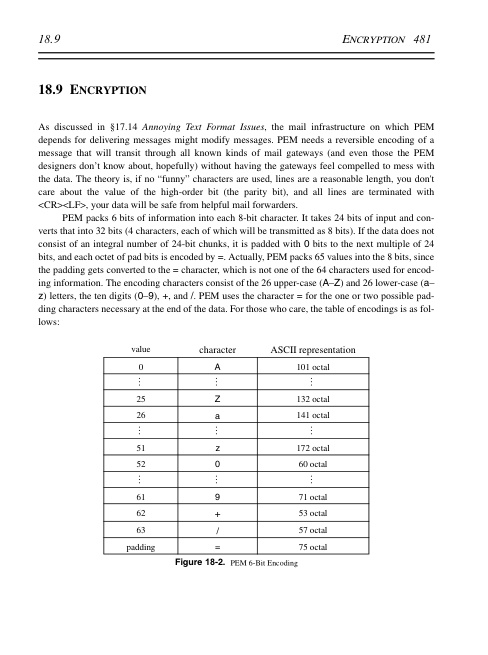 18.9 ENCRYPTION 481
18.9 ENCRYPTION
As discussed in §17.14 Annoying Text Format Issues, the mail infrastructure on which PEM
depends for delivering messages might modify messages. PEM needs a reversible encoding of a
message that will transit through all known kinds of mail gateways (and even those the PEM
designers don't know about, hopefully) without having the gateways feel compelled to mess with
the data. The theory is, if no “funny” characters are used, lines are a reasonable length, you don't
care about the value of the high-order bit (the parity bit), and all lines are terminated with
<CR><LF>, your data will be safe from helpful mail forwarders.
PEM packs 6 bits of information into each 8-bit character. It takes 24 bits of input and con-
verts that into 32 bits (4 characters, each of which will be transmitted as 8 bits). If the data does not
consist of an integral number of 24-bit chunks, it is padded with 0 bits to the next multiple of 24
bits, and each octet of pad bits is encoded by =. Actually, PEM packs 65 values into the 8 bits, since
the padding gets converted to the = character, which is not one of the 64 characters used for encod-
ing information. The encoding characters consist of the 26 upper-case (A–Z) and 26 lower-case (a–
z) letters, the ten digits (0–9), +, and /. PEM uses the character = for the one or two possible pad-
ding characters necessary at the end of the data. For those who care, the table of encodings is as fol-
lows:
value character ASCII representation
0 A 101 octal
⋮ ⋮ ⋮
25 Z 132 octal
26 a 141 octal
⋮ ⋮ ⋮
51 z 172 octal
52 0 60 octal
⋮ ⋮ ⋮
61 9 71 octal
62 + 53 octal
63 / 57 octal
padding = 75 octal
Figure 18-2. PEM 6-Bit Encoding